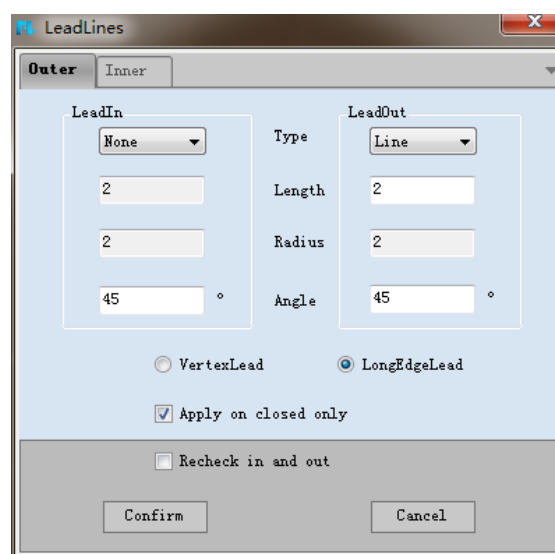 LeadLines
Outer Inner
LeadIn LeadOut
None Type Line
2 Length 2
2 Radius 2
45 ° Angle 45 °
VertexLead LongEdgeLead
Apply on closed only
Recheck in and out
Confirm Cancel